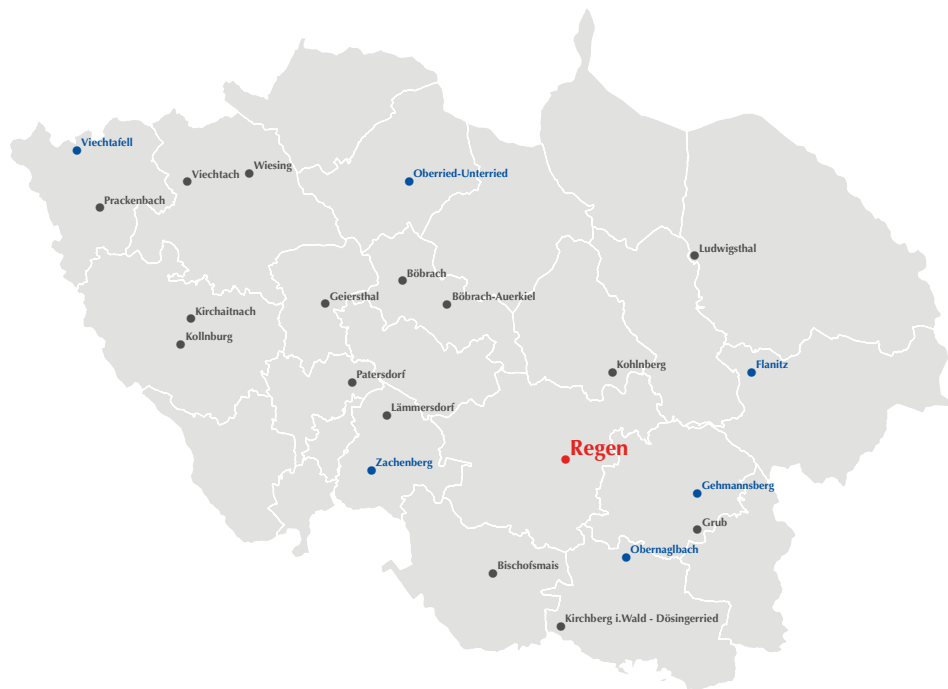 Viechtafell
Wiesing
Viechtach
Oberried-Unterried
Prackenbach
Ludwigsthal
Böbrach
Geiersthal
Böbrach-Auerkiel
Kirchaitnach
Kollnburg
Kohlnberg
Flanitz
Patersdorf
Lämmersdorf
Regen
Zachenberg
Gehmannsberg
Grub
Obernaglbach
Bischofsmais
Kirchberg i.Wald - Dösingerried